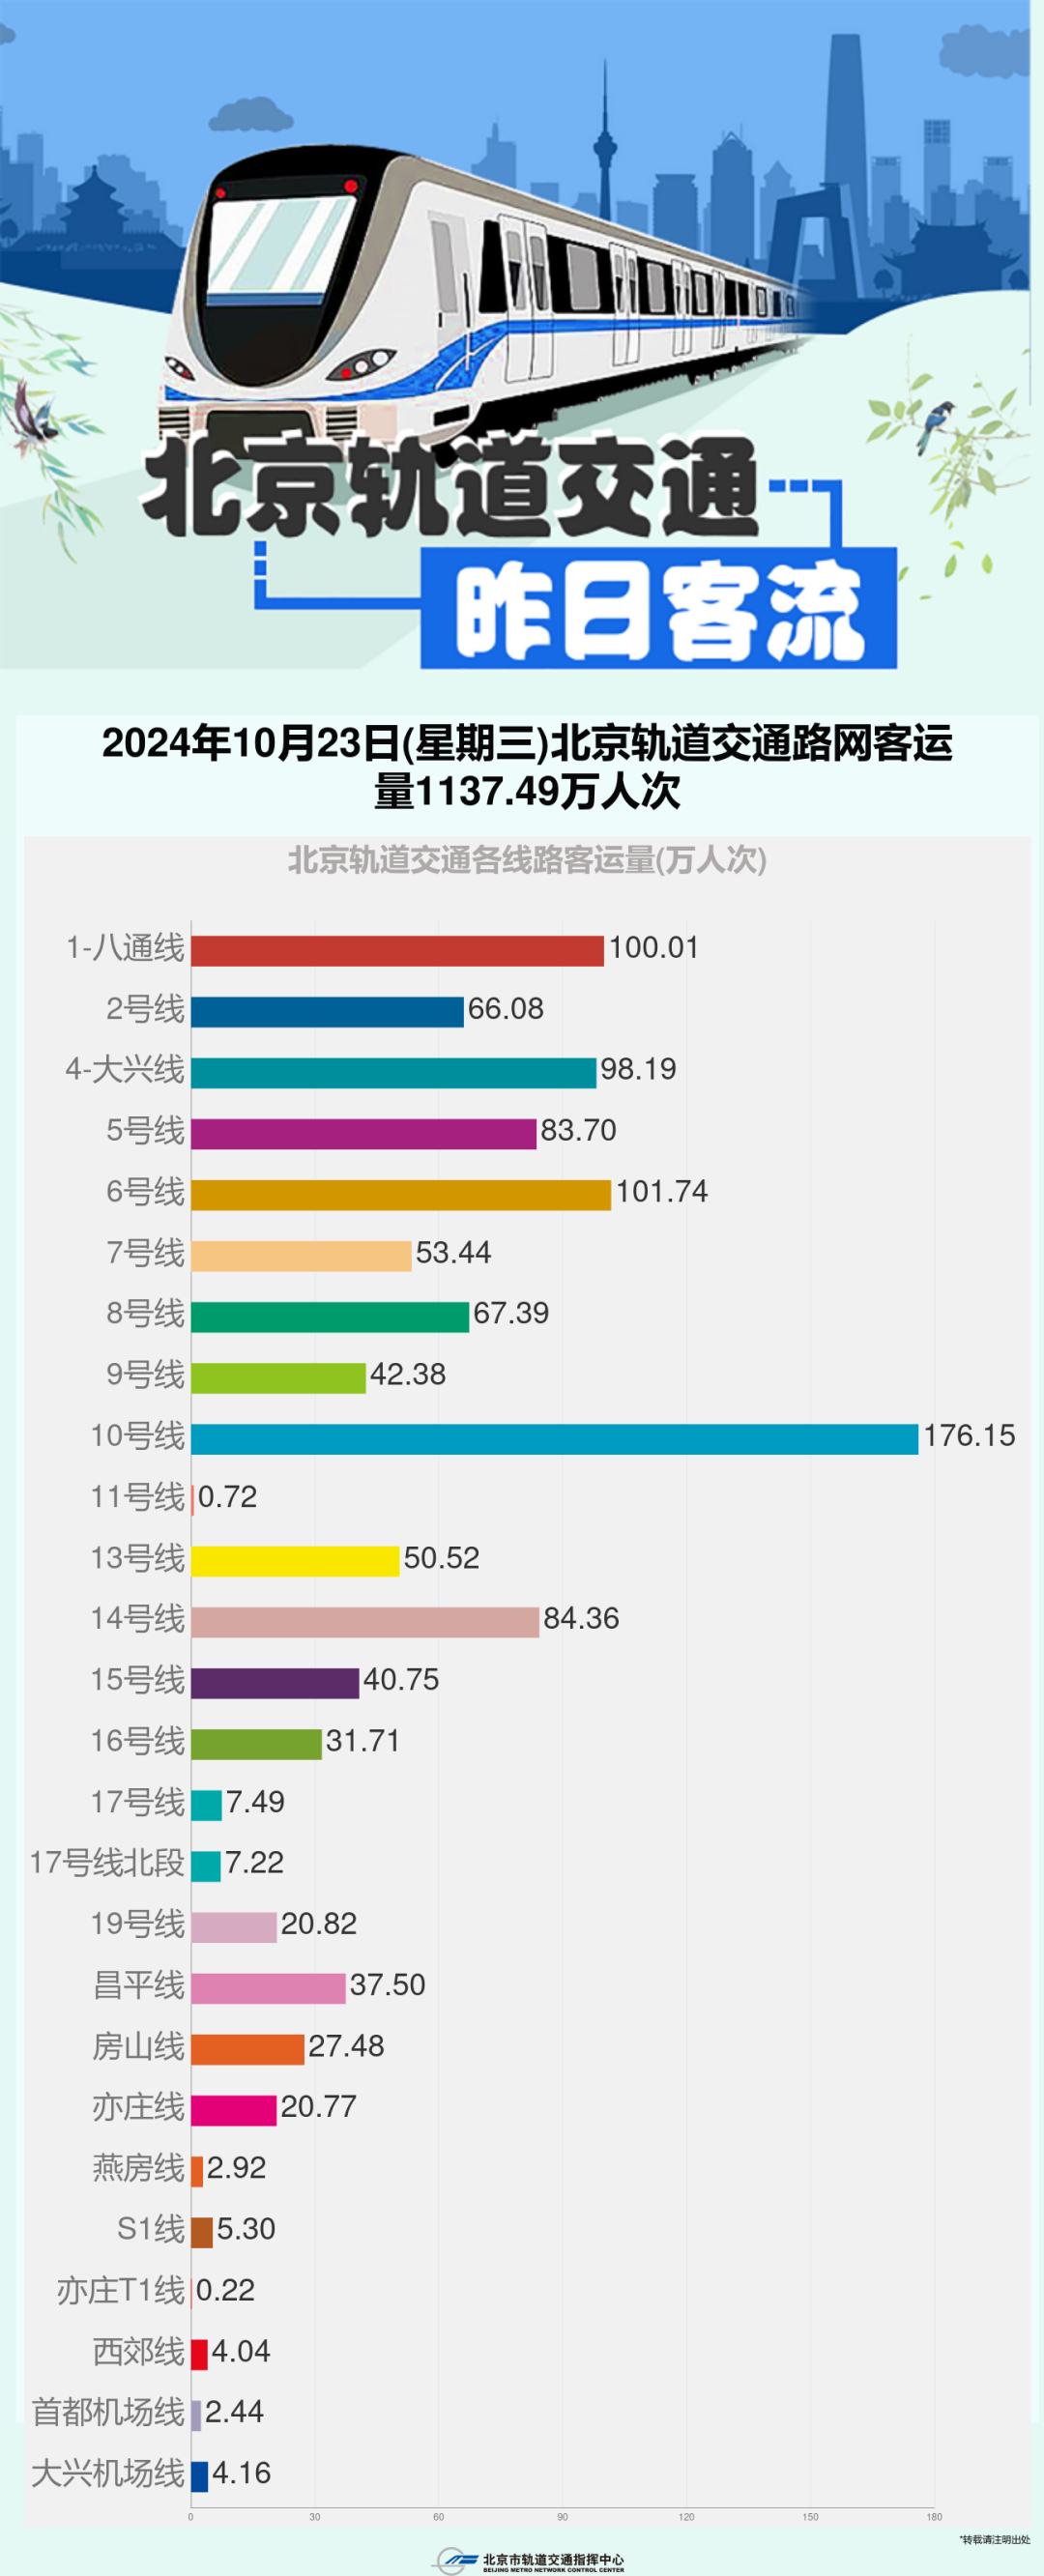 北京轨道交通
昨日客流
2024年10月23日(星期三)北京轨道交通路网客运
量1137.49万人次
北京轨道交通各线路客运量(万人次)
1-八通线 100.01
2号线 66.08
4-大兴线 98.19
5号线 83.70
6号线 101.74
7号线 53.44
8号线 67.39
9号线 42.38
10号线 176.15
11号线 0.72
13号线 50.52
14号线 84.36
15号线 40.75
16号线 31.71
17号线 7.49
17号线北段 7.22
19号线 20.82
昌平线 37.50
房山线 27.48
亦庄线 20.77
燕房线 2.92
S1线 5.30
亦庄T1线 0.22
西郊线 4.04
首都机场线 2.44
大兴机场线 4.16
0 30 60 90 120 150 180
*转载请注明出处
北京市轨道交通指挥中心
BEIJING METRO NETWORK CONTROL CENTER